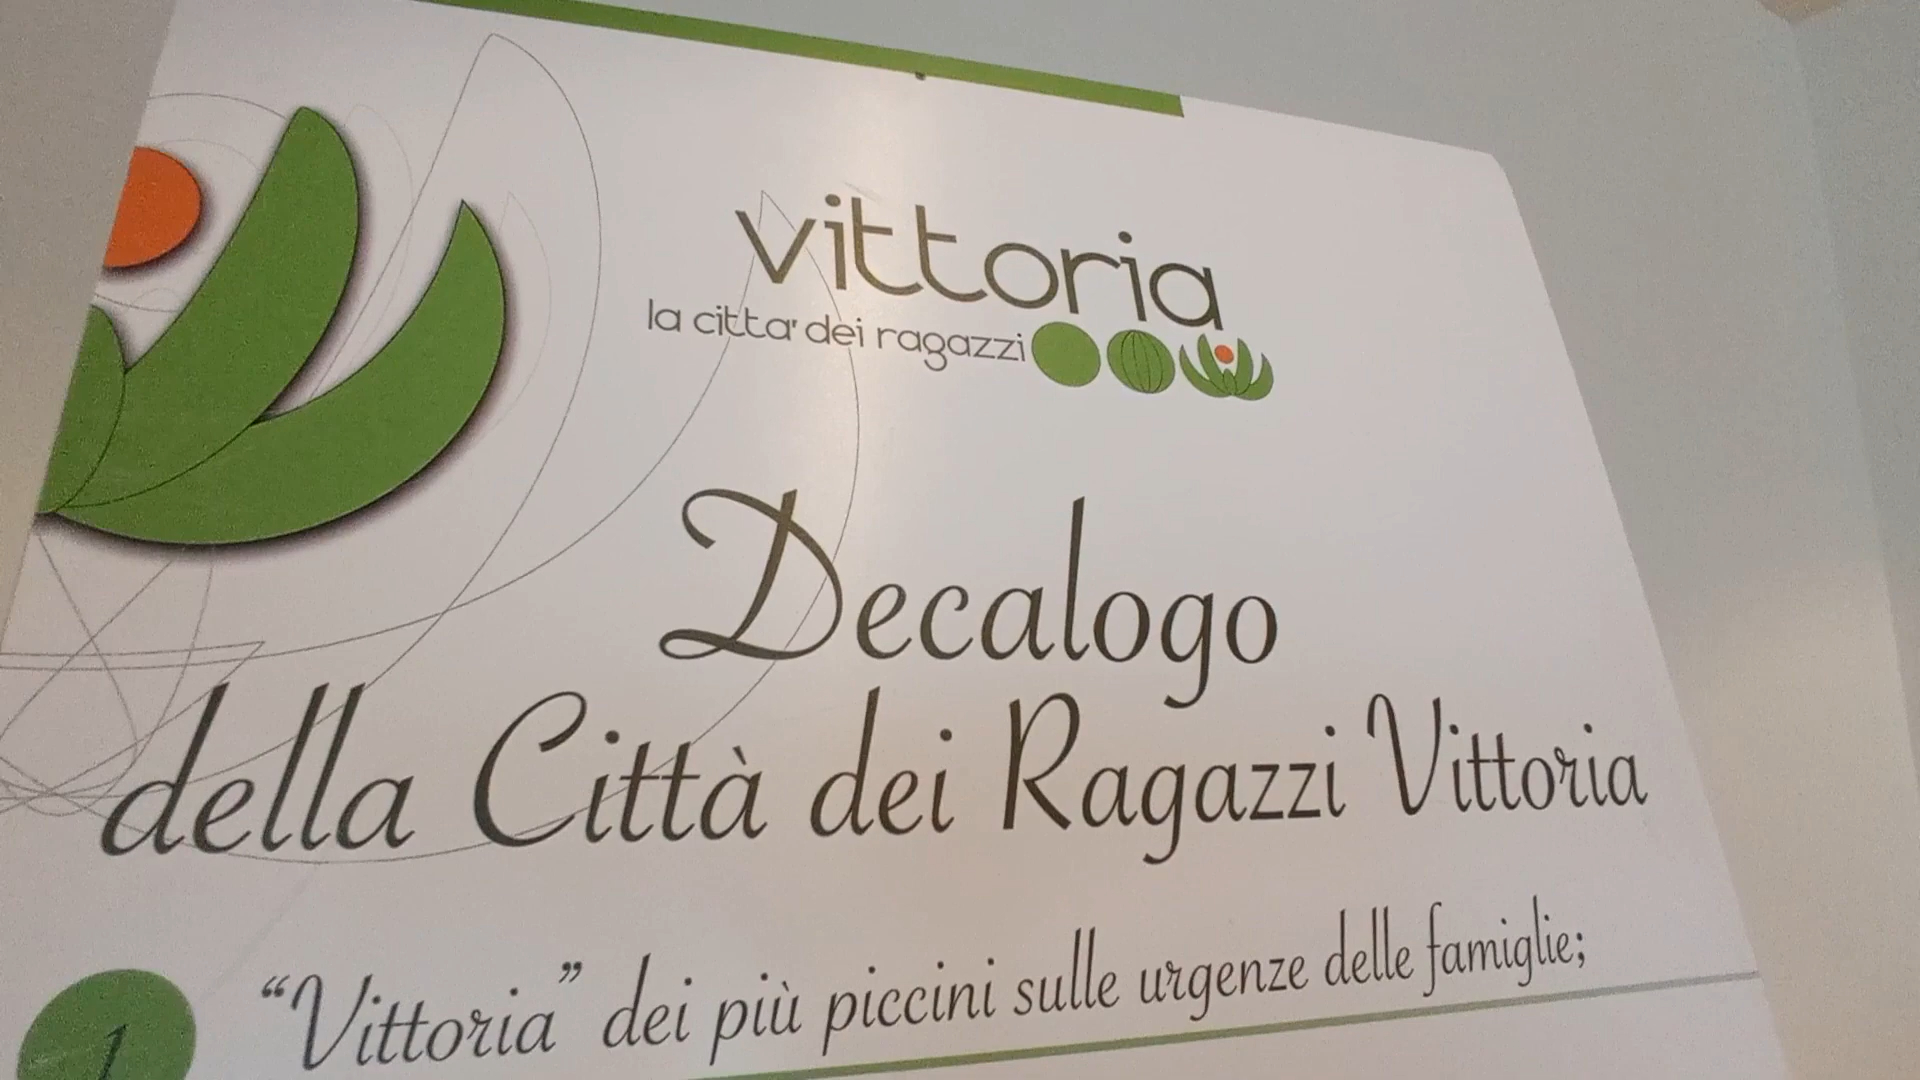 vittoria
la citta' dei ragazzi
Decalogo
della Città dei Ragazzi Vittoria
1 "Vittoria" dei più piccini sulle urgenze delle famiglie;